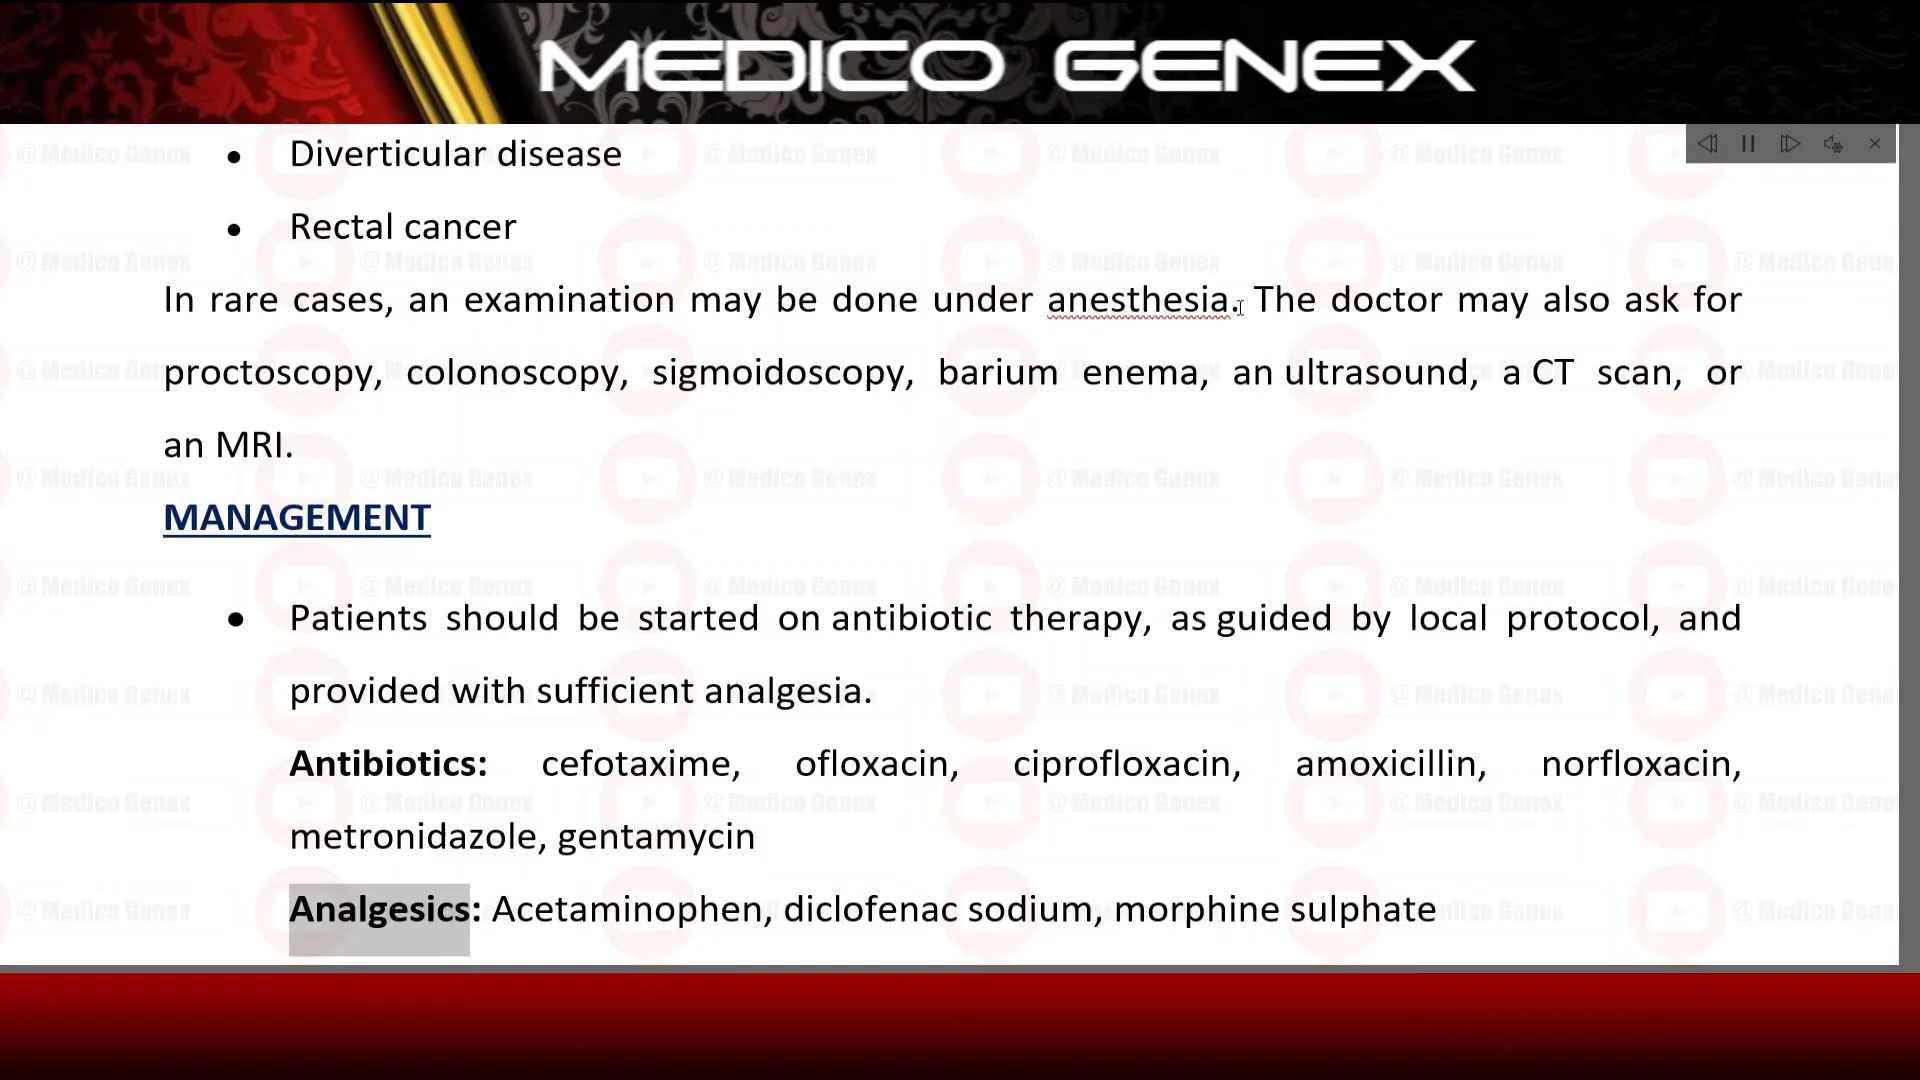 MEDICO GENEX
• Diverticular disease
• Rectal cancer
In rare cases, an examination may be done under anesthesia. The doctor may also ask for
proctoscopy, colonoscopy, sigmoidoscopy, barium enema, an ultrasound, a CT scan, or
an MRI.
MANAGEMENT
• Patients should be started on antibiotic therapy, as guided by local protocol, and
provided with sufficient analgesia.
Antibiotics: cefotaxime, ofloxacin, ciprofloxacin, amoxicillin, norfloxacin,
metronidazole, gentamycin
Analgesics: Acetaminophen, diclofenac sodium, morphine sulphate
@ Medico Genex